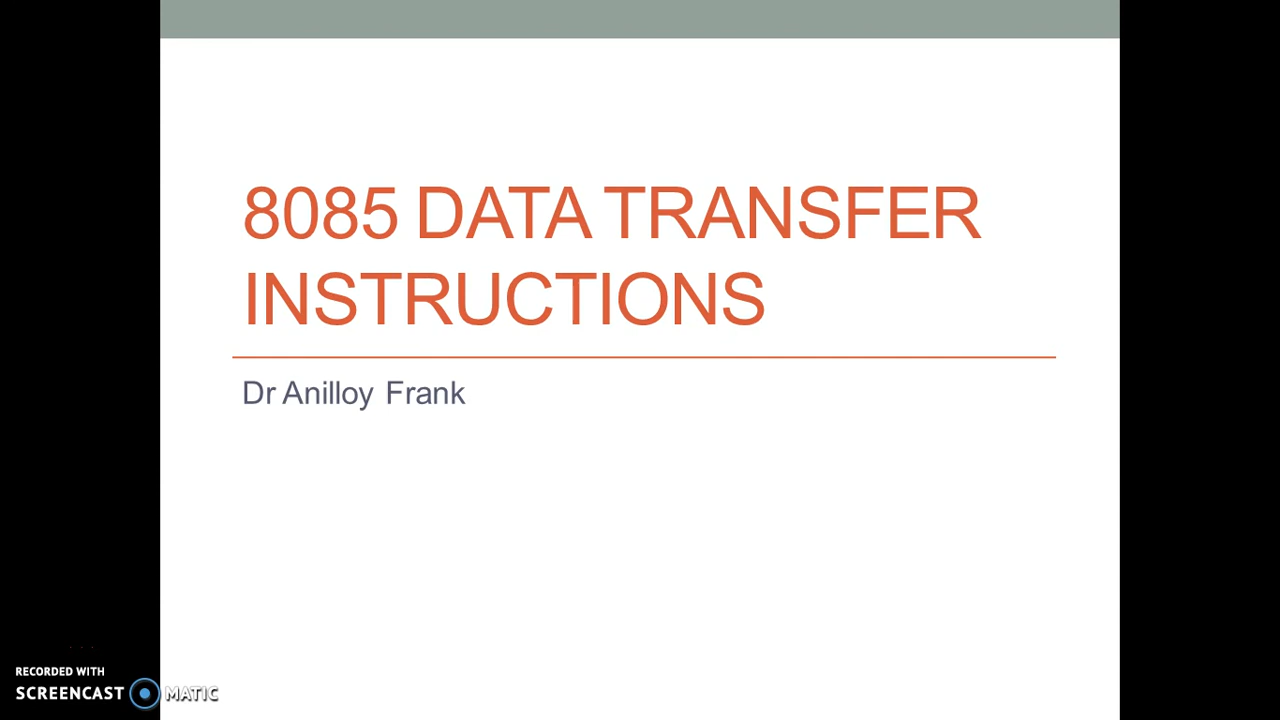 8085 DATA TRANSFER
INSTRUCTIONS
Dr Anilloy Frank
RECORDED WITH
SCREENCAST MATIC